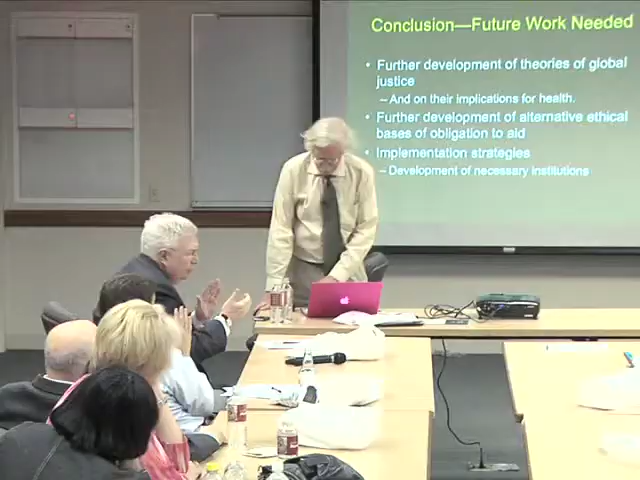 Conclusion—Future Work Needed
• Further development of theories of global
justice
– And on their implications for health.
• Further development of alternative ethical
bases of obligation to aid
• Implementation strategies
– Development of necessary institutions